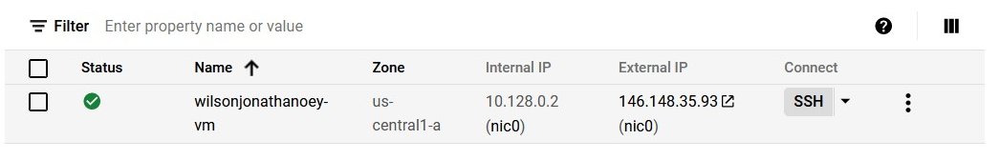 Filter Enter property name or value
Status Name Zone Internal IP External IP Connect
wilsonjonathanoey- us- 10.128.0.2 146.148.35.93 SSH
vm central1-a (nic0) (nic0)